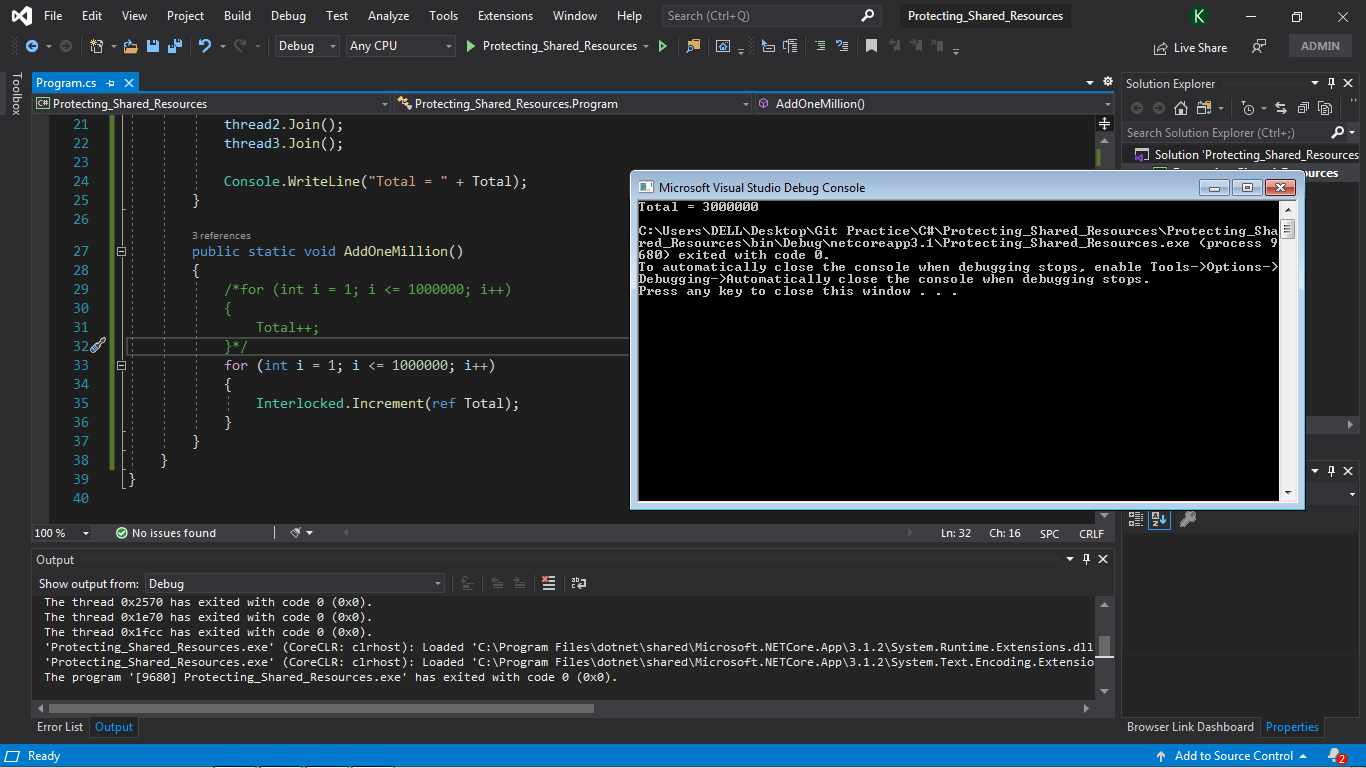 File Edit View Project Build Debug Test Analyze Tools Extensions Window Help Search (Ctrl+Q) Protecting_Shared_Resources K
Debug Any CPU Protecting_Shared_Resources Live Share ADMIN
Toolbox
Program.cs
Protecting_Shared_Resources Protecting_Shared_Resources.Program AddOneMillion()
21 thread2.Join();
22 thread3.Join();
23
24 Console.WriteLine("Total = " + Total);
25 }
26
3 references
27 public static void AddOneMillion()
28 {
29 /*for (int i = 1; i <= 1000000; i++)
30 {
31 Total++;
32 }*/
33 for (int i = 1; i <= 1000000; i++)
34 {
35 Interlocked.Increment(ref Total);
36 }
37 }
38 }
39 }
40
100 % No issues found Ln: 32 Ch: 16 SPC CRLF
Microsoft Visual Studio Debug Console
Total = 3000000
C:\Users\DELL\Desktop\Git Practice\C#\Protecting_Shared_Resources\Protecting_Sha
red_Resources\bin\Debug\netcoreapp3.1\Protecting_Shared_Resources.exe (process 9
680) exited with code 0.
To automatically close the console when debugging stops, enable Tools->Options->
Debugging->Automatically close the console when debugging stops.
Press any key to close this window . . .
Solution Explorer
Search Solution Explorer (Ctrl+;)
Solution 'Protecting_Shared_Resources
Output
Show output from: Debug
The thread 0x2570 has exited with code 0 (0x0).
The thread 0x1e70 has exited with code 0 (0x0).
The thread 0x1fcc has exited with code 0 (0x0).
'Protecting_Shared_Resources.exe' (CoreCLR: clrhost): Loaded 'C:\Program Files\dotnet\shared\Microsoft.NETCore.App\3.1.2\System.Runtime.Extensions.dll
'Protecting_Shared_Resources.exe' (CoreCLR: clrhost): Loaded 'C:\Program Files\dotnet\shared\Microsoft.NETCore.App\3.1.2\System.Text.Encoding.Extensio
The program '[9680] Protecting_Shared_Resources.exe' has exited with code 0 (0x0).
Error List Output
Browser Link Dashboard Properties
Ready Add to Source Control 2